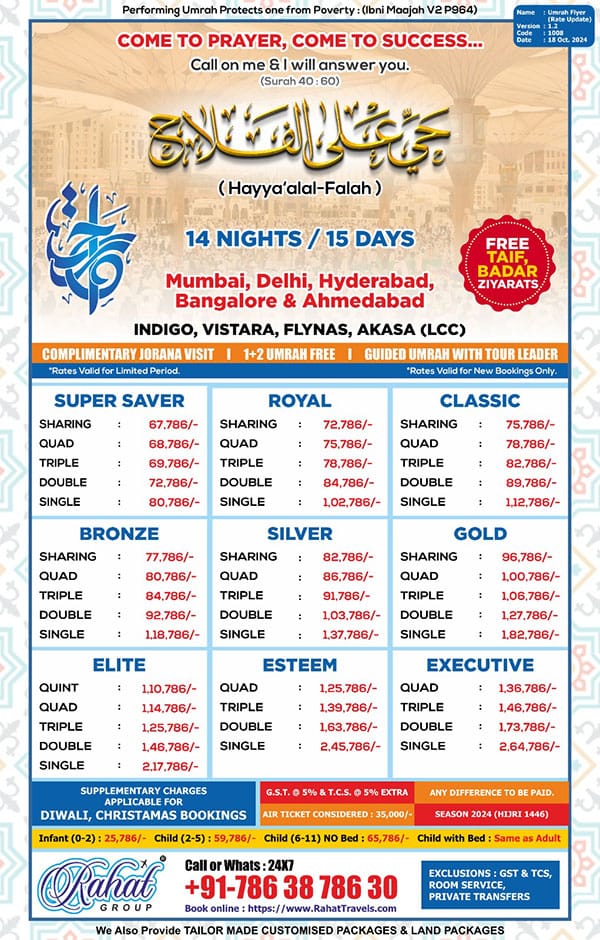 Performing Umrah Protects one from Poverty : (Ibni Maajah V2 P964)
Name : Umrah Flyer
(Rate Update)
Version : 1.2
Code : 1008
Date : 18 Oct. 2024
COME TO PRAYER, COME TO SUCCESS...
Call on me & I will answer you.
(Surah 40 : 60)
حَيَّ عَلَى الْفَلَاحِ
( Hayya'alal-Falah )
14 NIGHTS / 15 DAYS
Mumbai, Delhi, Hyderabad,
Bangalore & Ahmedabad
FREE
TAIF,
BADAR
ZIYARATS
INDIGO, VISTARA, FLYNAS, AKASA (LCC)
COMPLIMENTARY JORANA VISIT I 1+2 UMRAH FREE I GUIDED UMRAH WITH TOUR LEADER
*Rates Valid for Limited Period. *Rates Valid for New Bookings Only.
SUPER SAVER
SHARING : 67,786/-
QUAD : 68,786/-
TRIPLE : 69,786/-
DOUBLE : 72,786/-
SINGLE : 80,786/-
ROYAL
SHARING : 72,786/-
QUAD : 75,786/-
TRIPLE : 78,786/-
DOUBLE : 84,786/-
SINGLE : 1,02,786/-
CLASSIC
SHARING : 75,786/-
QUAD : 78,786/-
TRIPLE : 82,786/-
DOUBLE : 89,786/-
SINGLE : 1,12,786/-
BRONZE
SHARING : 77,786/-
QUAD : 80,786/-
TRIPLE : 84,786/-
DOUBLE : 92,786/-
SINGLE : 1,18,786/-
SILVER
SHARING : 82,786/-
QUAD : 86,786/-
TRIPLE : 91,786/-
DOUBLE : 1,03,786/-
SINGLE : 1,37,786/-
GOLD
SHARING : 96,786/-
QUAD : 1,00,786/-
TRIPLE : 1,06,786/-
DOUBLE : 1,27,786/-
SINGLE : 1,82,786/-
ELITE
QUINT : 1,10,786/-
QUAD : 1,14,786/-
TRIPLE : 1,25,786/-
DOUBLE : 1,46,786/-
SINGLE : 2,17,786/-
ESTEEM
QUAD : 1,25,786/-
TRIPLE : 1,39,786/-
DOUBLE : 1,63,786/-
SINGLE : 2,45,786/-
EXECUTIVE
QUAD : 1,36,786/-
TRIPLE : 1,48,786/-
DOUBLE : 1,73,786/-
SINGLE : 2,64,786/-
SUPPLEMENTARY CHARGES
APPLICABLE FOR
DIWALI, CHRISTAMAS BOOKINGS
G.S.T. @ 5% & T.C.S. @ 5% EXTRA
ANY DIFFERENCE TO BE PAID.
AIR TICKET CONSIDERED : 35,000/-
SEASON 2024 (HIJRI 1446)
Infant (0-2) : 25,786/- Child (2-5) : 59,786/- Child (6-11) NO Bed : 65,786/- Child with Bed : Same as Adult
Rahat
GROUP
Call or Whats : 24X7
+91-786 38 786 30
Book online : https://www.RahatTravels.com
EXCLUSIONS : GST & TCS,
ROOM SERVICE,
PRIVATE TRANSFERS
We Also Provide TAILOR MADE CUSTOMISED PACKAGES & LAND PACKAGES